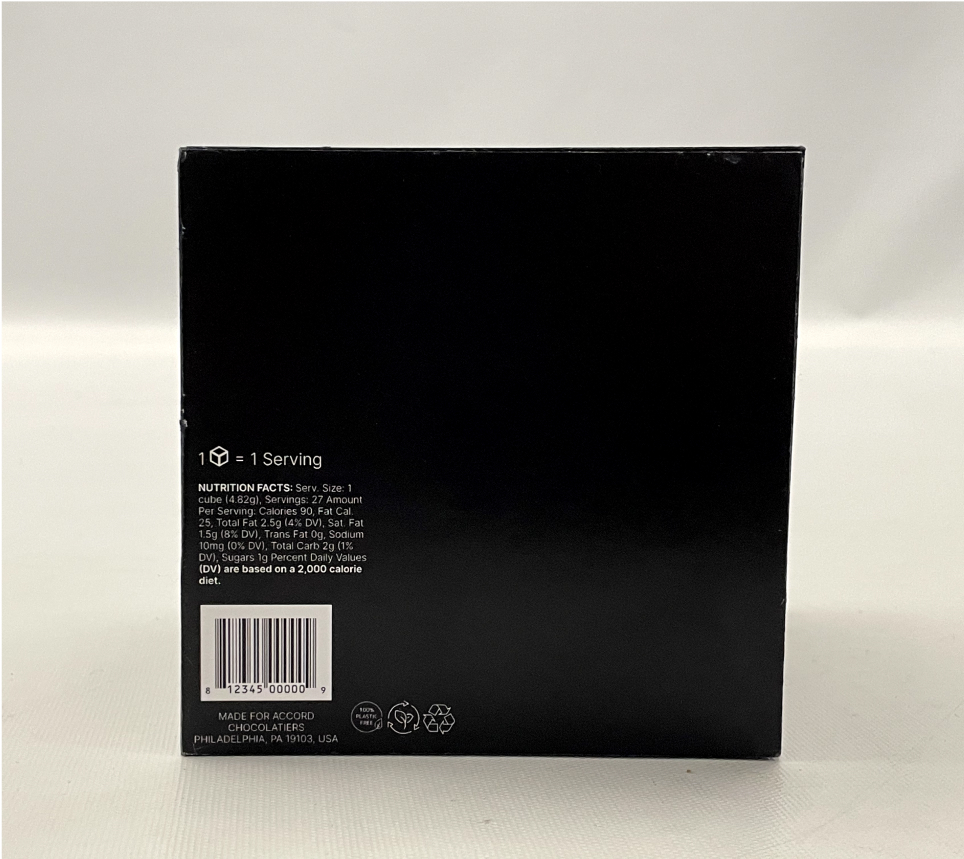 1 = 1 Serving
NUTRITION FACTS: Serv. Size: 1
cube (4.82g), Servings: 27 Amount
Per Serving: Calories 90, Fat Cal.
25, Total Fat 2.5g (4% DV), Sat. Fat
1.5g (8% DV), Trans Fat 0g, Sodium
10mg (0% DV), Total Carb 2g (1%
DV), Sugars 1g Percent Daily Values
(DV) are based on a 2,000 calorie
diet.
8 12345 00000 9
MADE FOR ACCORD
CHOCOLATIERS
PHILADELPHIA, PA 19103, USA
100%
PLASTIC
FREE